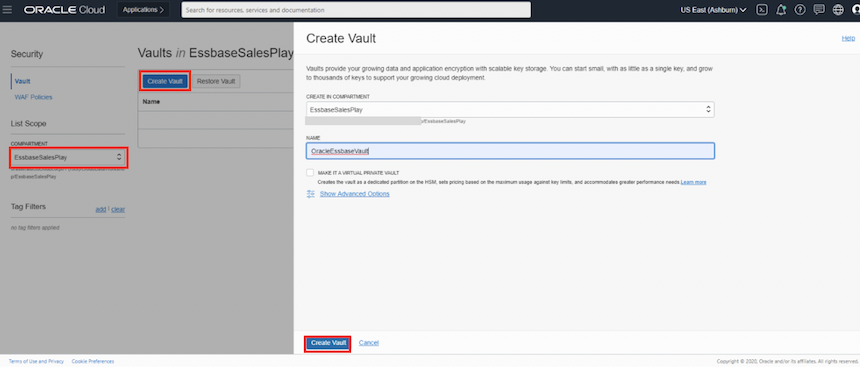 ORACLE Cloud
Applications >
Search for resources, services and documentation
US East (Ashburn)
Security
Vault
WAF Policies
List Scope
COMPARTMENT
EssbaseSalesPlay
p/EssbaseSalesPlay
Tag Filters add | clear
no tag filters applied
Vaults in EssbaseSalesPlay
Create Vault
Restore Vault
Name
Create Vault
Help
Vaults provide your growing data and application encryption with scalable key storage. You can start small, with as little as a single key, and grow
to thousands of keys to support your growing cloud deployment.
CREATE IN COMPARTMENT
EssbaseSalesPlay
p/EssbaseSalesPlay
NAME
OracleEssbaseVault
MAKE IT A VIRTUAL PRIVATE VAULT
Creates the vault as a dedicated partition on the HSM, sets pricing based on the maximum usage against key limits, and accommodates greater performance needs.Learn more
Show Advanced Options
Create Vault
Cancel
Terms of Use and Privacy
Cookie Preferences
Copyright © 2020, Oracle and/or its affiliates. All rights reserved.